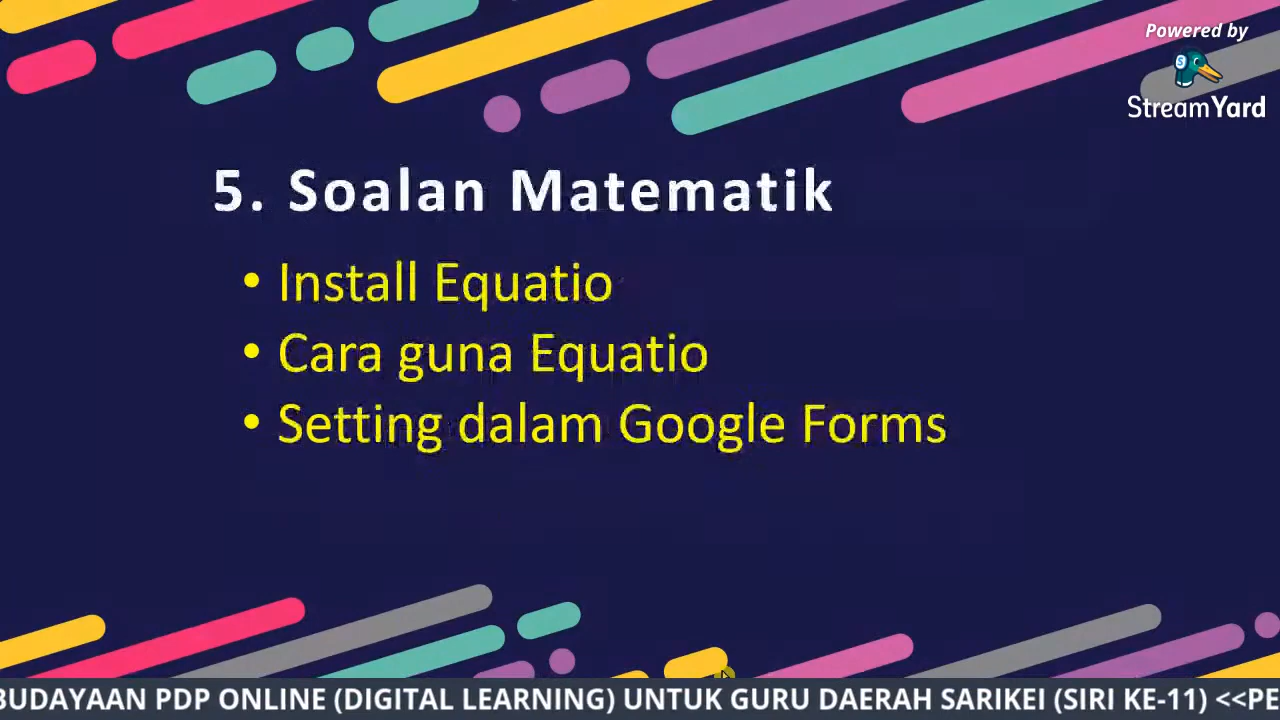 Powered by
StreamYard
5. Soalan Matematik
• Install Equatio
• Cara guna Equatio
• Setting dalam Google Forms
BUDAYAAN PDP ONLINE (DIGITAL LEARNING) UNTUK GURU DAERAH SARIKEI (SIRI KE-11) <<PE